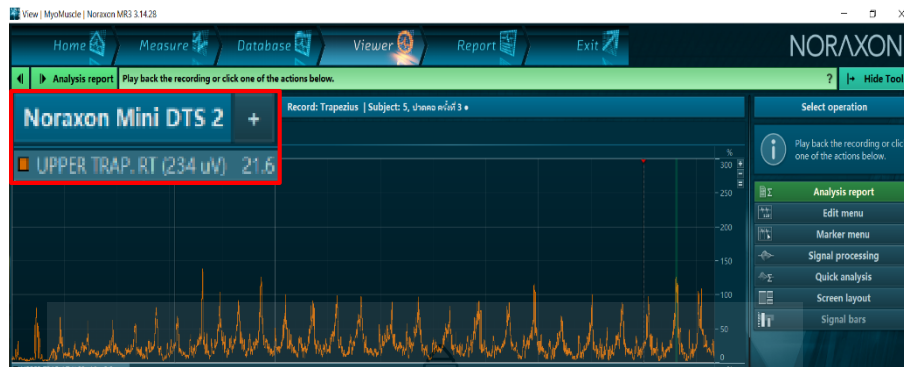 View | MyoMuscle | Noraxon MR3 3.14.28
Home Measure Database Viewer Report Exit
NORAXON
Analysis report Play back the recording or click one of the actions below. ? Hide Tool
Noraxon Mini DTS 2 +
UPPER TRAP. RT (234 uV) 21.6
Record: Trapezius | Subject: 5, ปวดคอ ครั้งที่ 3
%
300
250
200
150
100
50
0
Select operation
Play back the recording or clic
one of the actions below.
Analysis report
Edit menu
Marker menu
Signal processing
Quick analysis
Screen layout
Signal bars